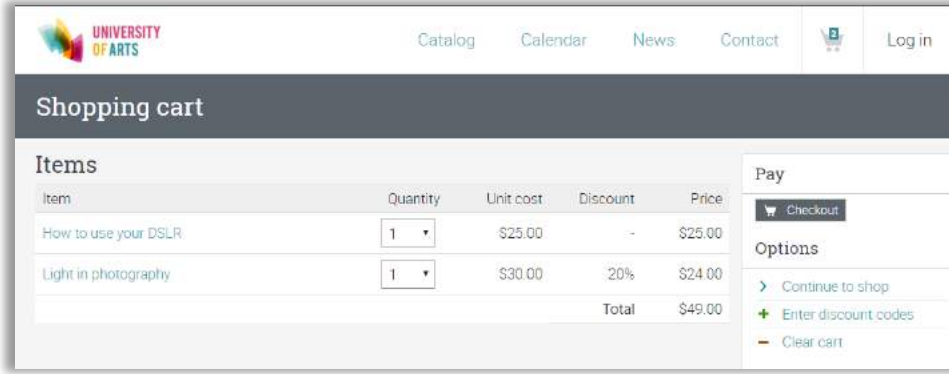 UNIVERSITY
OF ARTS
Catalog Calendar News Contact 2 Log in
Shopping cart
Items
Item Quantity Unit cost Discount Price
How to use your DSLR 1 $25.00 - $25.00
Light in photography 1 $30.00 20% $24.00
Total $49.00
Pay
Checkout
Options
Continue to shop
Enter discount codes
Clear cart